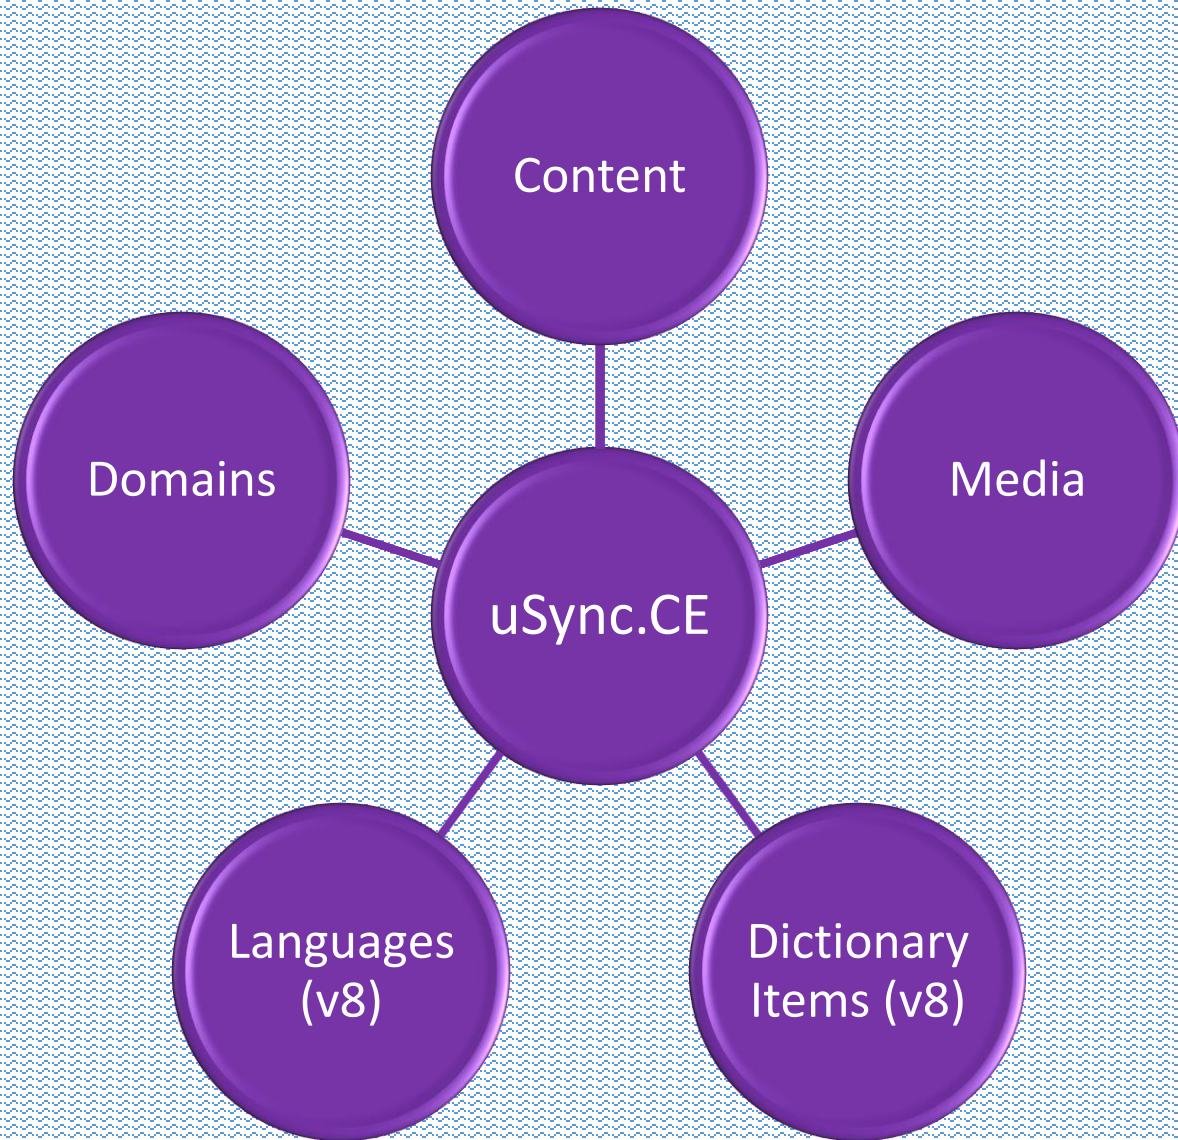 Content
Domains
Media
uSync.CE
Languages
(v8)
Dictionary
Items (v8)